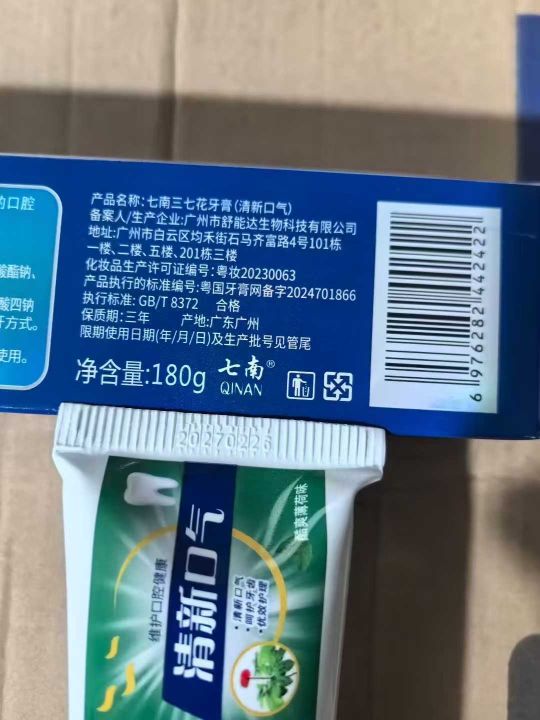 的口腔
酸酯钠、
酸四钠
开方式。
使用。
产品名称:七南三七花牙膏(清新口气)
备案人/生产企业:广州市舒能达生物科技有限公司
地址:广州市白云区均禾街石马齐富路4号101栋
一楼、二楼、五楼、201栋三楼
化妆品生产许可证编号:粤妆20230063
产品执行的标准编号:粤国牙膏网备字2024701866
执行标准: GB/T 8372 合格
保质期:三年 产地:广东广州
限期使用日期(年/月/日)及生产批号见管尾
净含量:180g 七南®
QINAN
6 976282 442422
20270226
酷爽薄荷味
清新口气
维护口腔健康
·清新口气
·呵护牙齿
·优效护理